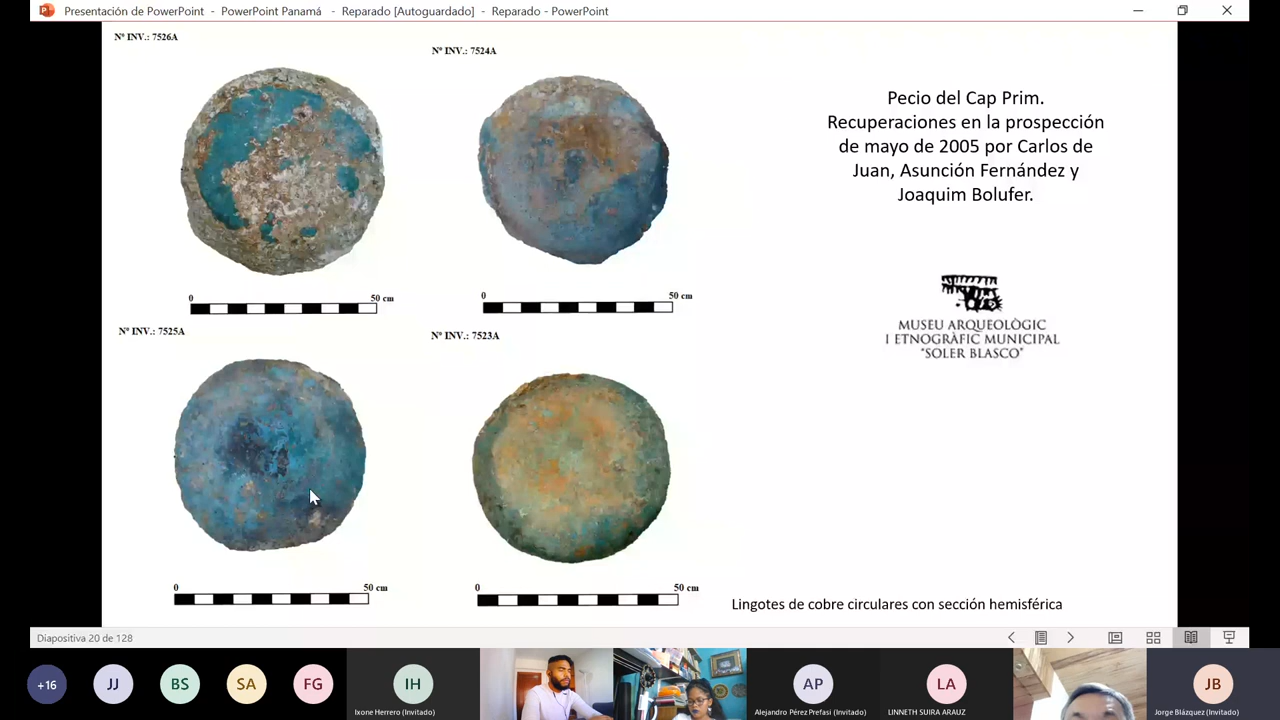 Presentación de PowerPoint - PowerPoint Panamá - Reparado [Autoguardado] - Reparado - PowerPoint
Nº INV.: 7526A
Nº INV.: 7524A
Pecio del Cap Prim.
Recuperaciones en la prospección
de mayo de 2005 por Carlos de
Juan, Asunción Fernández y
Joaquim Bolufer.
0 50 cm
0 50 cm
MUSEU ARQUEOLÒGIC
I ETNOGRÀFIC MUNICIPAL
"SOLER BLASCO"
Nº INV.: 7525A
Nº INV.: 7523A
0 50 cm
0 50 cm
Lingotes de cobre circulares con sección hemisférica
Diapositiva 20 de 128
+16
JJ
BS
SA
FG
IH
AP
LA
JB
Ixone Herrero (Invitado)
Alejandro Pérez Prefasi (Invitado)
LINNETH SUIRA ARAUZ
Jorge Blázquez (Invitado)